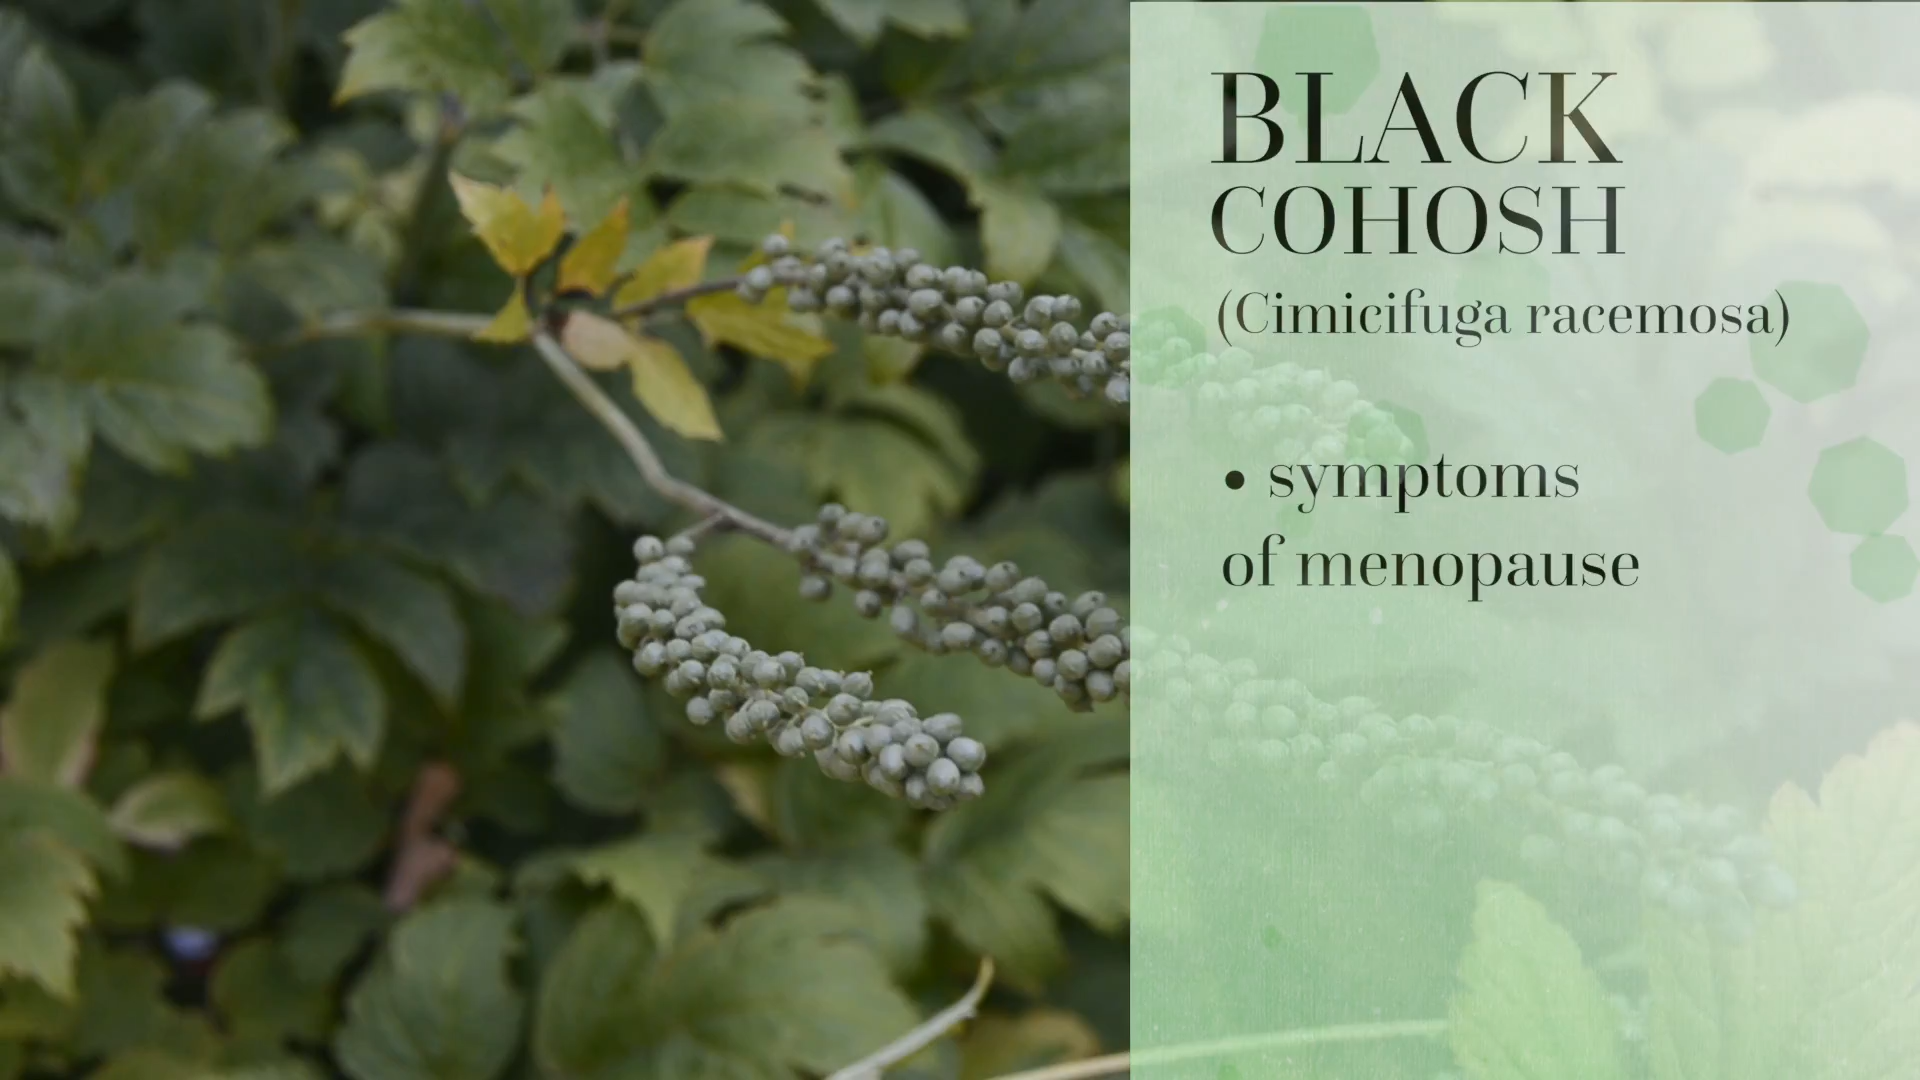 BLACK
COHOSH
(Cimicifuga racemosa)
• symptoms
of menopause